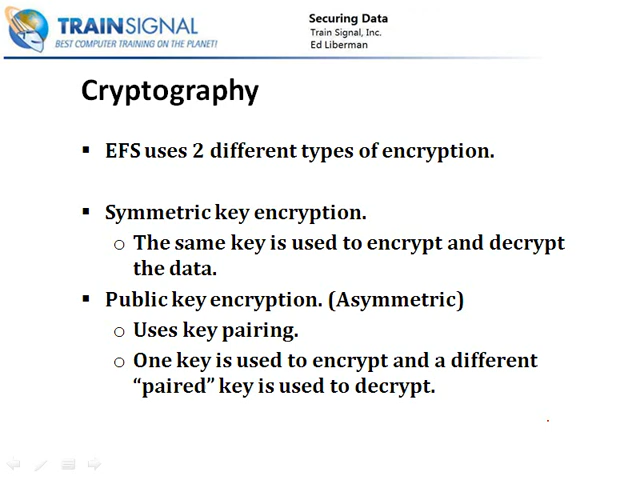 TRAINSIGNAL
BEST COMPUTER TRAINING ON THE PLANET!
Securing Data
Train Signal, Inc.
Ed Liberman
Cryptography
▪ EFS uses 2 different types of encryption.
▪ Symmetric key encryption.
o The same key is used to encrypt and decrypt
the data.
▪ Public key encryption. (Asymmetric)
o Uses key pairing.
o One key is used to encrypt and a different
“paired” key is used to decrypt.